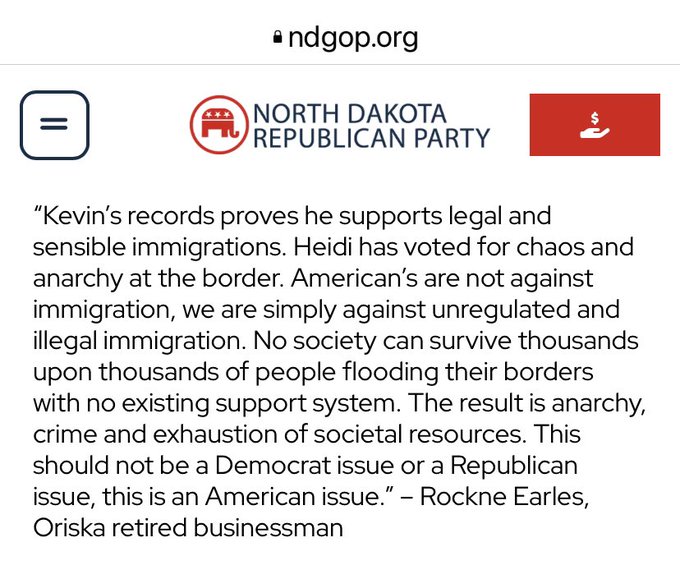 ndgop.org
NORTH DAKOTA
REPUBLICAN PARTY
$
“Kevin’s records proves he supports legal and
sensible immigrations. Heidi has voted for chaos and
anarchy at the border. American’s are not against
immigration, we are simply against unregulated and
illegal immigration. No society can survive thousands
upon thousands of people flooding their borders
with no existing support system. The result is anarchy,
crime and exhaustion of societal resources. This
should not be a Democrat issue or a Republican
issue, this is an American issue.” – Rockne Earles,
Oriska retired businessman